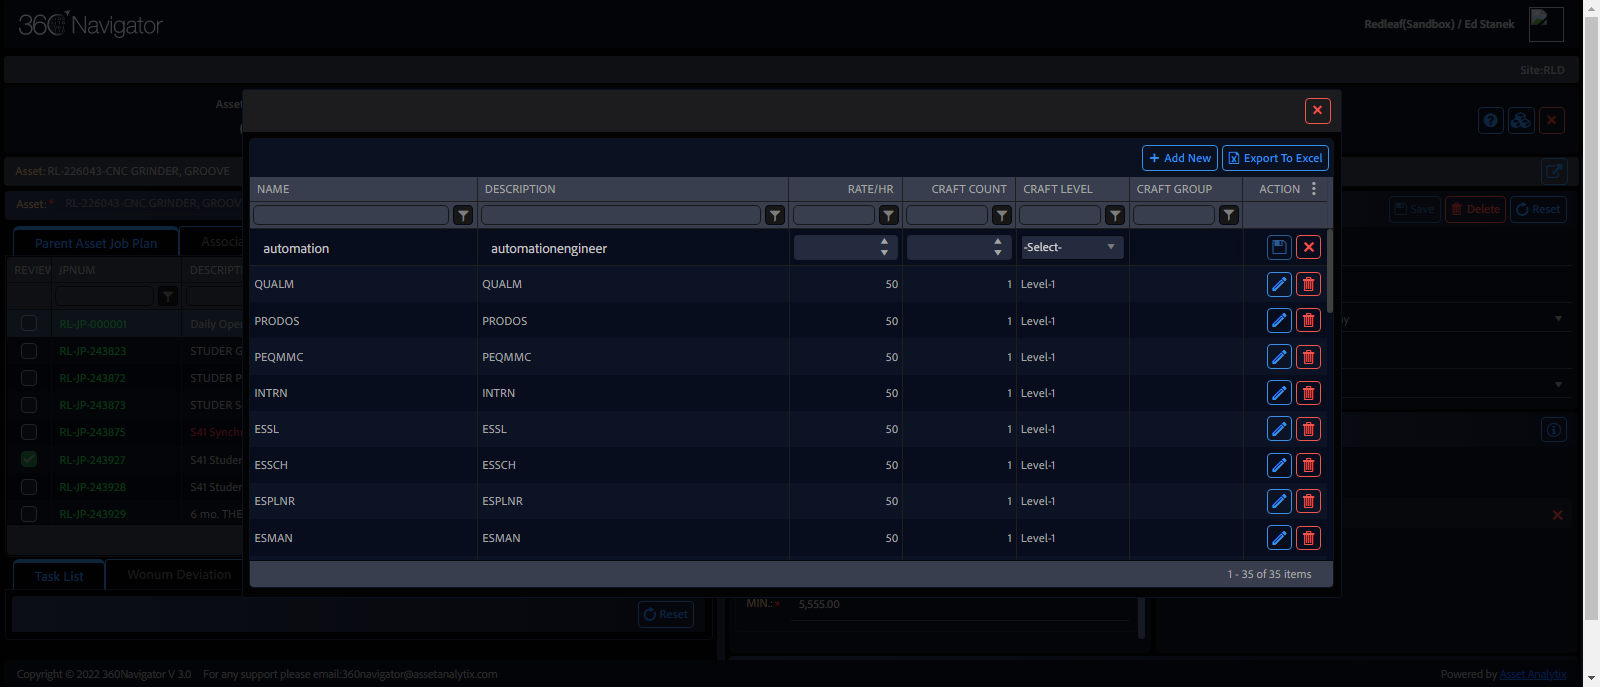 360 Navigator
Redleaf(Sandbox) / Ed Stanek
Site:RLD
Asset
Asset: RL-226043-CNC GRINDER, GROOVE
Asset:* RL-226043-CNC GRINDER, GROOV
Save Delete Reset
Add New Export To Excel
NAME DESCRIPTION RATE/HR CRAFT COUNT CRAFT LEVEL CRAFT GROUP ACTION
automation automationengineer -Select-
QUALM QUALM 50 1 Level-1
PRODOS PRODOS 50 1 Level-1
PEQMMC PEQMMC 50 1 Level-1
INTRN INTRN 50 1 Level-1
ESSL ESSL 50 1 Level-1
ESSCH ESSCH 50 1 Level-1
ESPLNR ESPLNR 50 1 Level-1
ESMAN ESMAN 50 1 Level-1
1 - 35 of 35 items
Parent Asset Job Plan Associa
REVIEW JPNUM DESCRIPT
RL-JP-000001 Daily Ope
RL-JP-243823 STUDER G
RL-JP-243872 STUDER P
RL-JP-243873 STUDER S
RL-JP-243875 S41 Synch
RL-JP-243927 S41 Studer
RL-JP-243928 S41 Studer
RL-JP-243929 6 mo. THE
Task List Wonum Deviation
Reset
MIN.:* 5,555.00
Copyright © 2022 360Navigator V 3.0 For any support please email:360navigator@assetanalytix.com
Powered by Asset Analytix